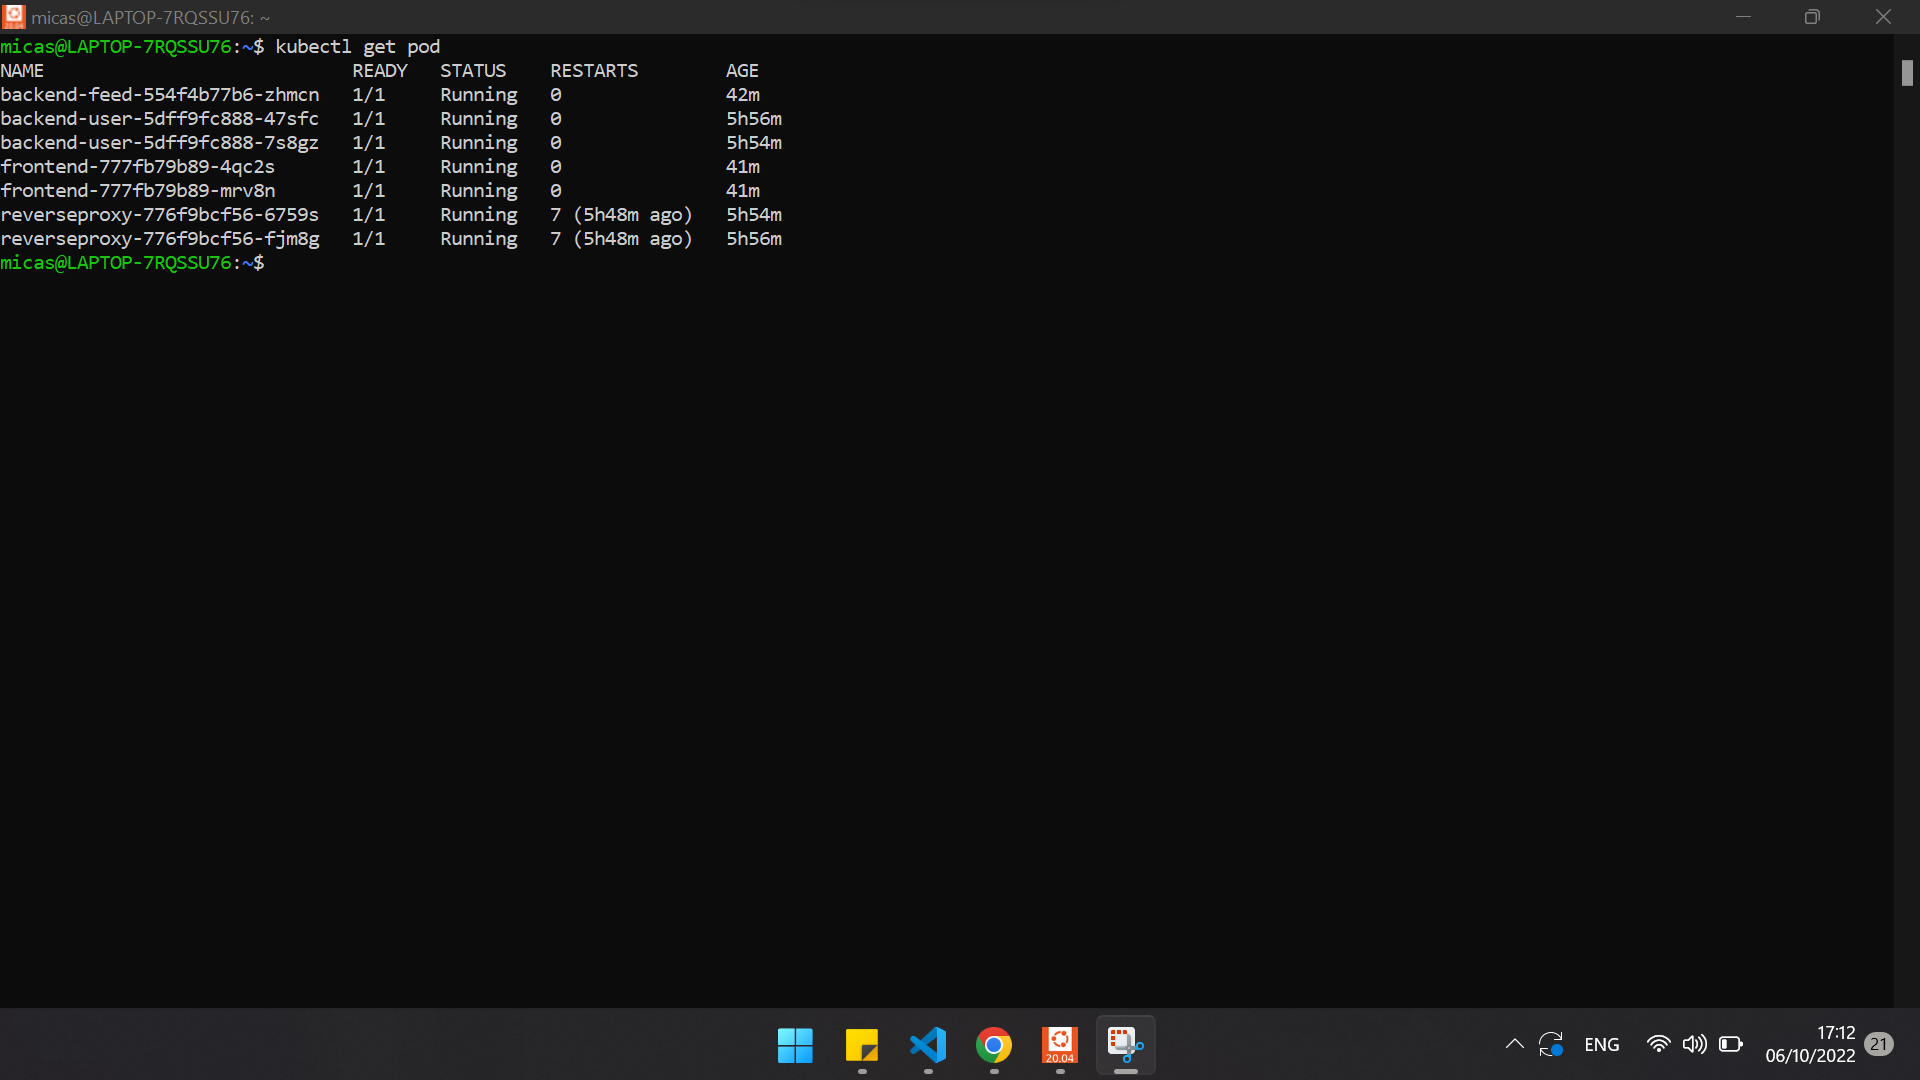 micas@LAPTOP-7RQSSU76: ~
micas@LAPTOP-7RQSSU76:~$ kubectl get pod
NAME READY STATUS RESTARTS AGE
backend-feed-554f4b77b6-zhmcn 1/1 Running 0 42m
backend-user-5dff9fc888-47sfc 1/1 Running 0 5h56m
backend-user-5dff9fc888-7s8gz 1/1 Running 0 5h54m
frontend-777fb79b89-4qc2s 1/1 Running 0 41m
frontend-777fb79b89-mrv8n 1/1 Running 0 41m
reverseproxy-776f9bcf56-6759s 1/1 Running 7 (5h48m ago) 5h54m
reverseproxy-776f9bcf56-fjm8g 1/1 Running 7 (5h48m ago) 5h56m
micas@LAPTOP-7RQSSU76:~$
20.04
ENG
17:12
06/10/2022
21